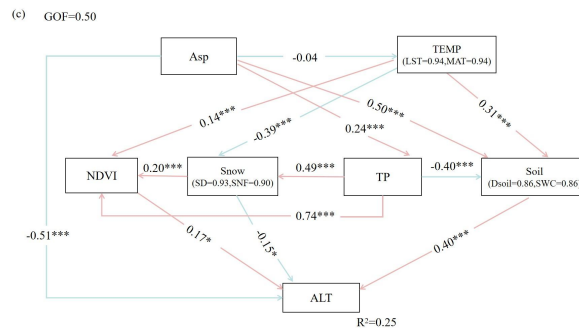 (c) GOF=0.50
Asp
-0.04
TEMP
(LST=0.94,MAT=0.94)
0.14***
-0.39***
0.24***
0.50***
0.31***
NDVI
0.20***
Snow
(SD=0.93,SNF=0.90)
0.49***
TP
-0.40***
Soil
(Dsoil=0.86,SWC=0.86)
0.74***
-0.51***
0.17*
-0.15*
0.40***
ALT
R²=0.25